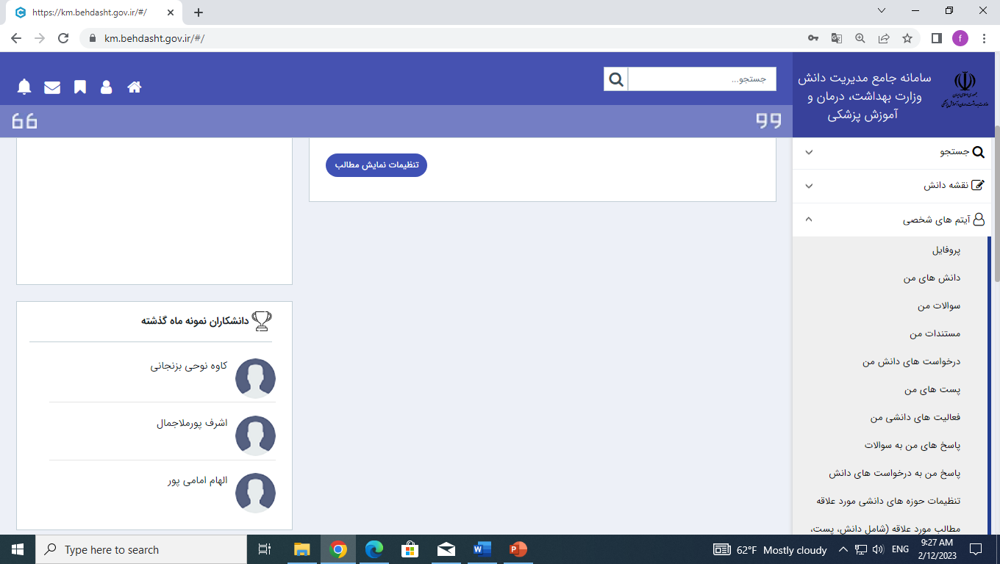 https://km.behdasht.gov.ir/#/
km.behdasht.gov.ir/#/
f
سامانه جامع مدیریت دانش
وزارت بهداشت، درمان و
آموزش پزشکی
جستجو...
جستجو
نقشه دانش
آیتم های شخصی
پروفایل
دانش های من
سوالات من
مستندات من
درخواست های دانش من
پست های من
فعالیت های دانشی من
پاسخ های من به سوالات
پاسخ من به درخواست های دانش
تنظیمات حوزه های دانشی مورد علاقه
مطالب مورد علاقه (شامل دانش، پست،
تنظیمات نمایش مطالب
دانشکاران نمونه ماه گذشته
کاوه نوحی بزنجانی
اشرف پورملاجمال
الهام امامی پور
Type here to search
62°F Mostly cloudy
ENG
9:27 AM
2/12/2023